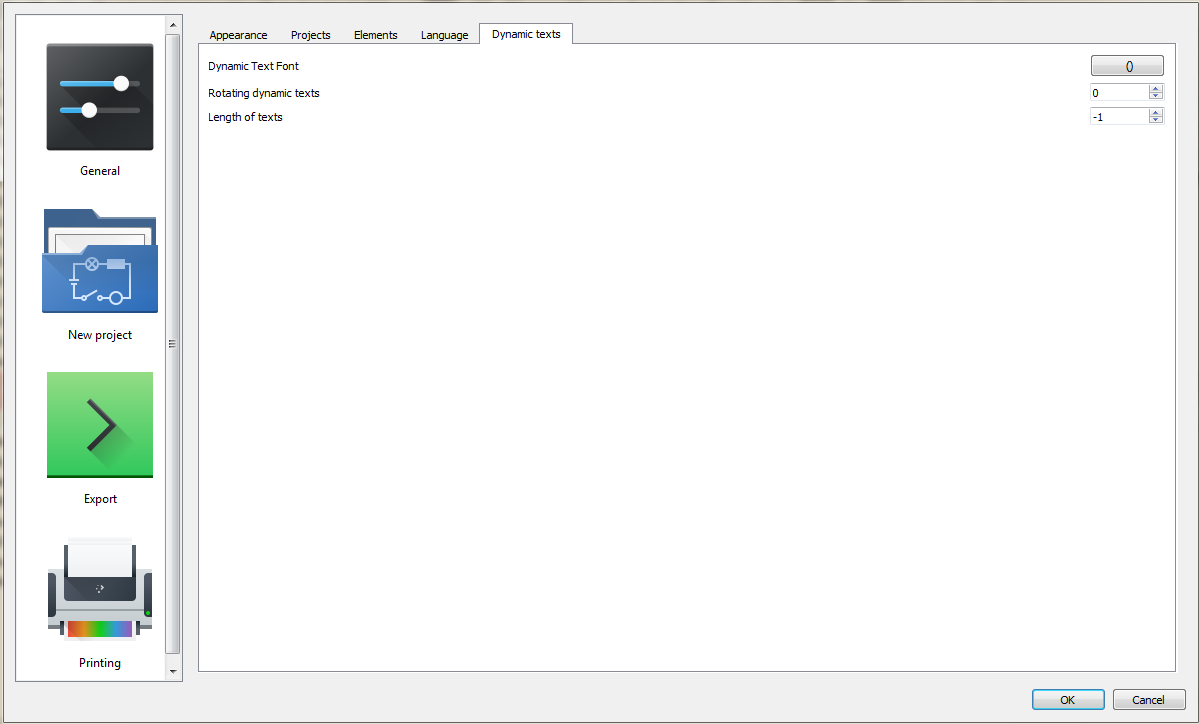 Appearance Projects Elements Language Dynamic texts
Dynamic Text Font ()
Rotating dynamic texts 0
Length of texts -1
General
New project
Export
Printing
OK Cancel